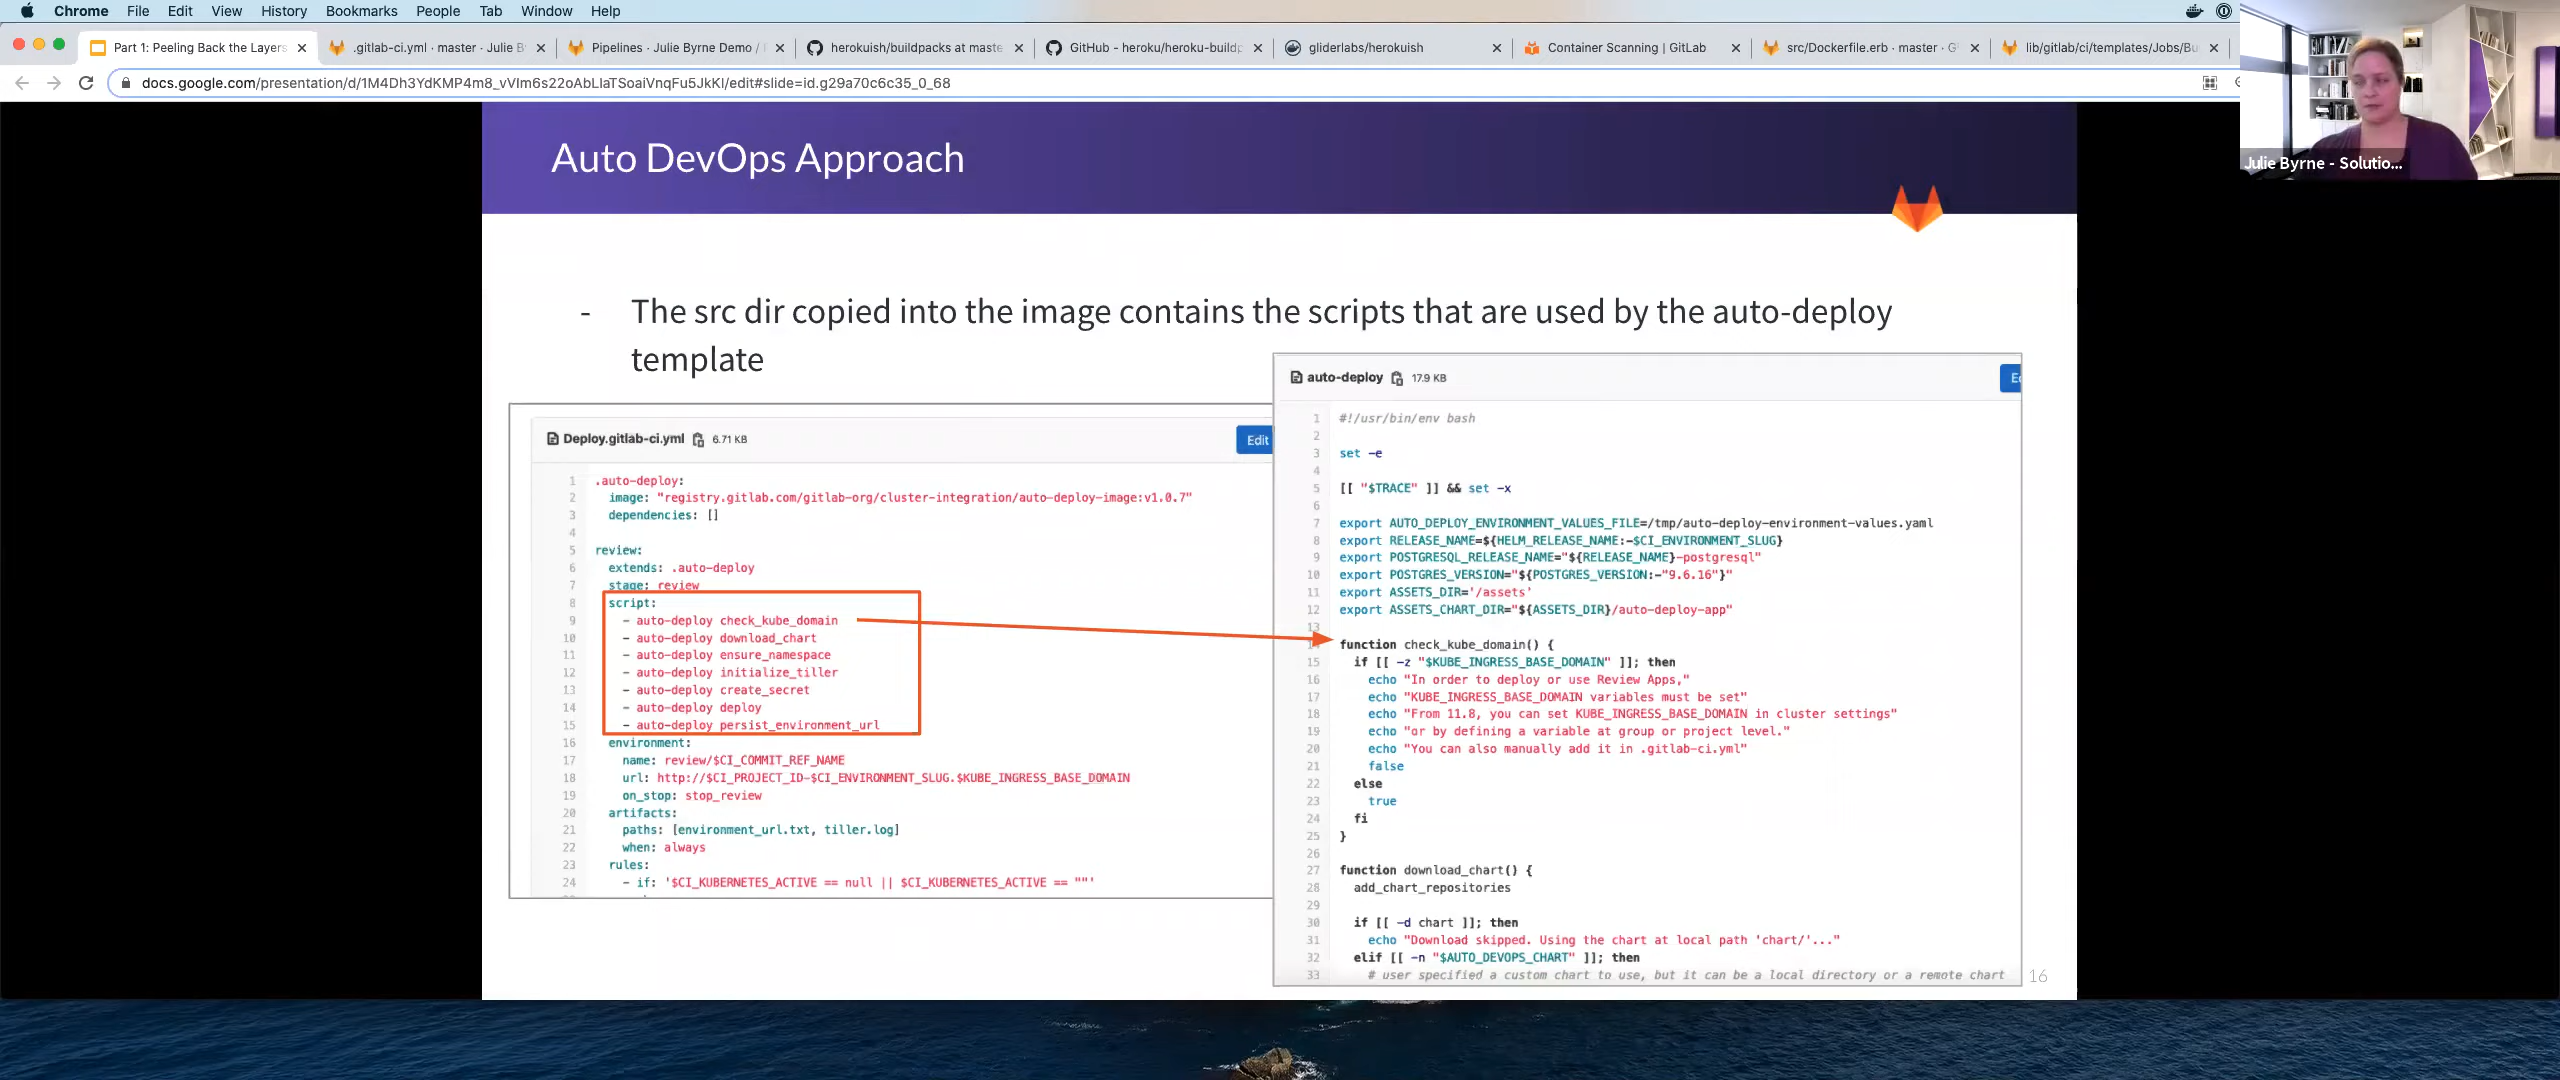 Chrome File Edit View History Bookmarks People Tab Window Help
Part 1: Peeling Back the Layers
.gitlab-ci.yml · master · Julie B
Pipelines · Julie Byrne Demo /
herokuish/buildpacks at maste
GitHub - heroku/heroku-buildp
gliderlabs/herokuish
Container Scanning | GitLab
src/Dockerfile.erb · master · G
lib/gitlab/ci/templates/Jobs/Bu
docs.google.com/presentation/d/1M4Dh3YdKMP4m8_vVIm6s22oAbLIaTSoaiVnqFu5JkKI/edit#slide=id.g29a70c6c35_0_68
Julie Byrne - Solutio...
Auto DevOps Approach
- The src dir copied into the image contains the scripts that are used by the auto-deploy
template
Deploy.gitlab-ci.yml 6.71 KB
Edit
1 .auto-deploy:
2 image: "registry.gitlab.com/gitlab-org/cluster-integration/auto-deploy-image:v1.0.7"
3 dependencies: []
4
5 review:
6 extends: .auto-deploy
7 stage: review
8 script:
9 - auto-deploy check_kube_domain
10 - auto-deploy download_chart
11 - auto-deploy ensure_namespace
12 - auto-deploy initialize_tiller
13 - auto-deploy create_secret
14 - auto-deploy deploy
15 - auto-deploy persist_environment_url
16 environment:
17 name: review/$CI_COMMIT_REF_NAME
18 url: http://$CI_PROJECT_ID-$CI_ENVIRONMENT_SLUG.$KUBE_INGRESS_BASE_DOMAIN
19 on_stop: stop_review
20 artifacts:
21 paths: [environment_url.txt, tiller.log]
22 when: always
23 rules:
24 - if: '$CI_KUBERNETES_ACTIVE == null || $CI_KUBERNETES_ACTIVE == ""'
auto-deploy 17.9 KB
1 #!/usr/bin/env bash
2
3 set -e
4
5 [[ "$TRACE" ]] && set -x
6
7 export AUTO_DEPLOY_ENVIRONMENT_VALUES_FILE=/tmp/auto-deploy-environment-values.yaml
8 export RELEASE_NAME=${HELM_RELEASE_NAME:-$CI_ENVIRONMENT_SLUG}
9 export POSTGRESQL_RELEASE_NAME="${RELEASE_NAME}-postgresql"
10 export POSTGRES_VERSION="${POSTGRES_VERSION:-"9.6.16"}"
11 export ASSETS_DIR='/assets'
12 export ASSETS_CHART_DIR="${ASSETS_DIR}/auto-deploy-app"
13
function check_kube_domain() {
15 if [[ -z "$KUBE_INGRESS_BASE_DOMAIN" ]]; then
16 echo "In order to deploy or use Review Apps,"
17 echo "KUBE_INGRESS_BASE_DOMAIN variables must be set"
18 echo "From 11.8, you can set KUBE_INGRESS_BASE_DOMAIN in cluster settings"
19 echo "or by defining a variable at group or project level."
20 echo "You can also manually add it in .gitlab-ci.yml"
21 false
22 else
23 true
24 fi
25 }
26
27 function download_chart() {
28 add_chart_repositories
29
30 if [[ -d chart ]]; then
31 echo "Download skipped. Using the chart at local path 'chart/'..."
32 elif [[ -n "$AUTO_DEVOPS_CHART" ]]; then
33 # user specified a custom chart to use, but it can be a local directory or a remote chart
16